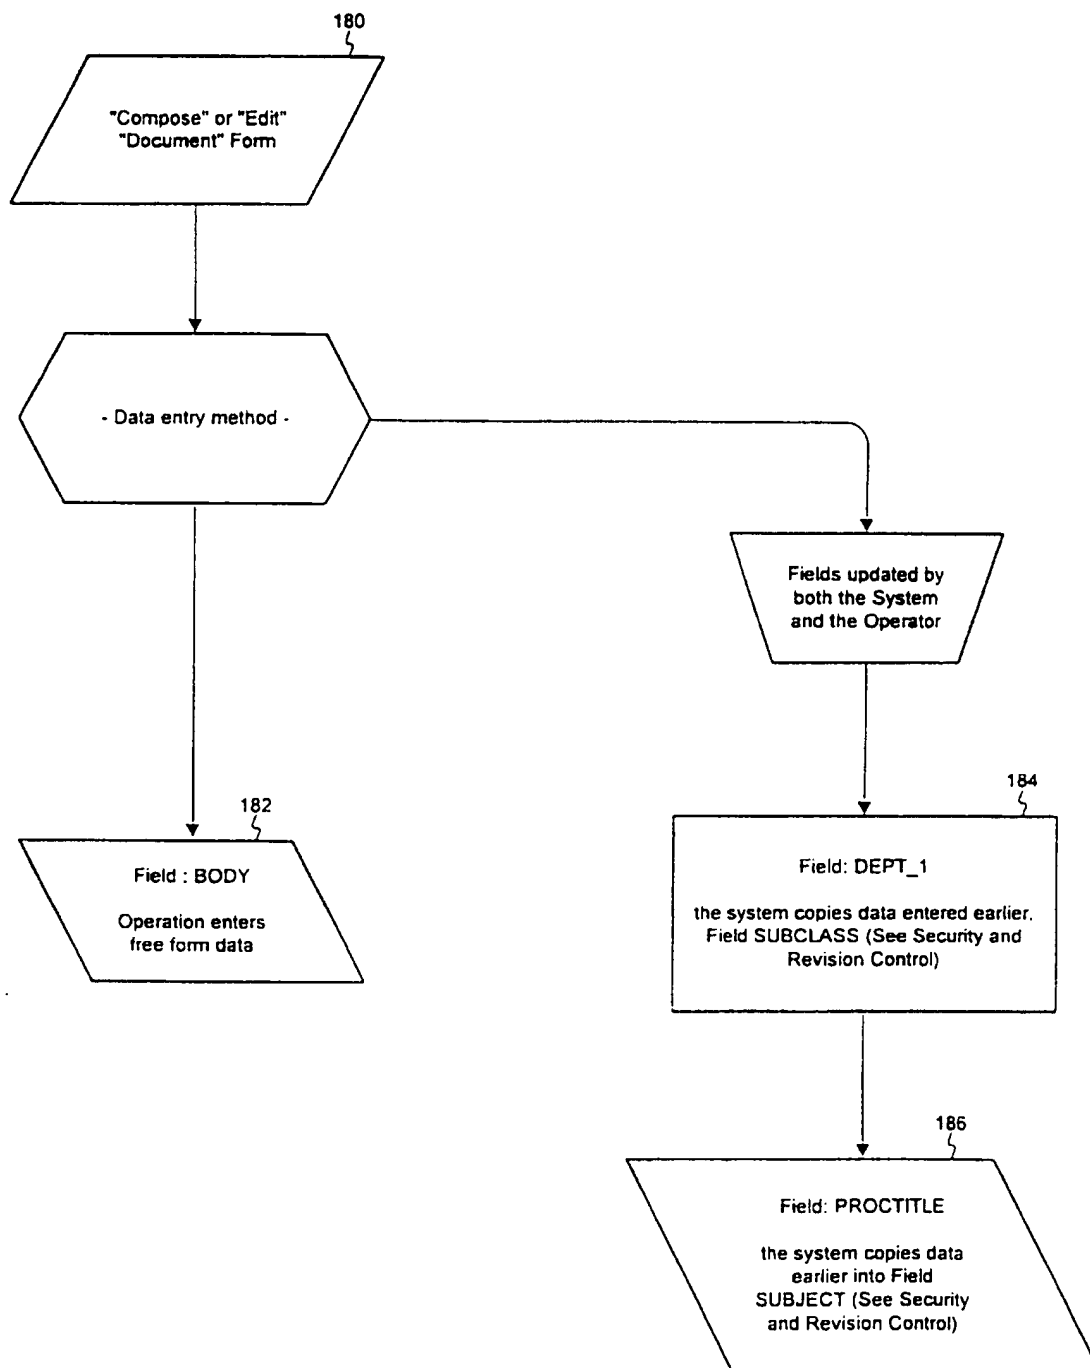 180
"Compose" or "Edit"
"Document" Form
- Data entry method -
Fields updated by
both the System
and the Operator
182
Field : BODY
Operation enters
free form data
184
Field: DEPT_1
the system copies data entered earlier.
Field SUBCLASS (See Security and
Revision Control)
186
Field: PROCTITLE
the system copies data
earlier into Field
SUBJECT (See Security
and Revision Control)